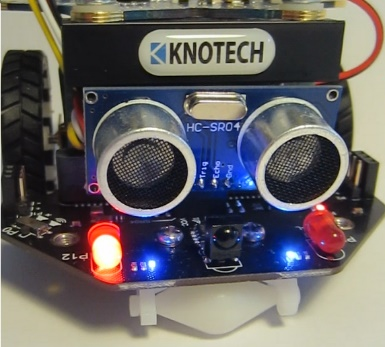 KNOTECH
HC-SR04
Trig
Echo
Gnd
P12